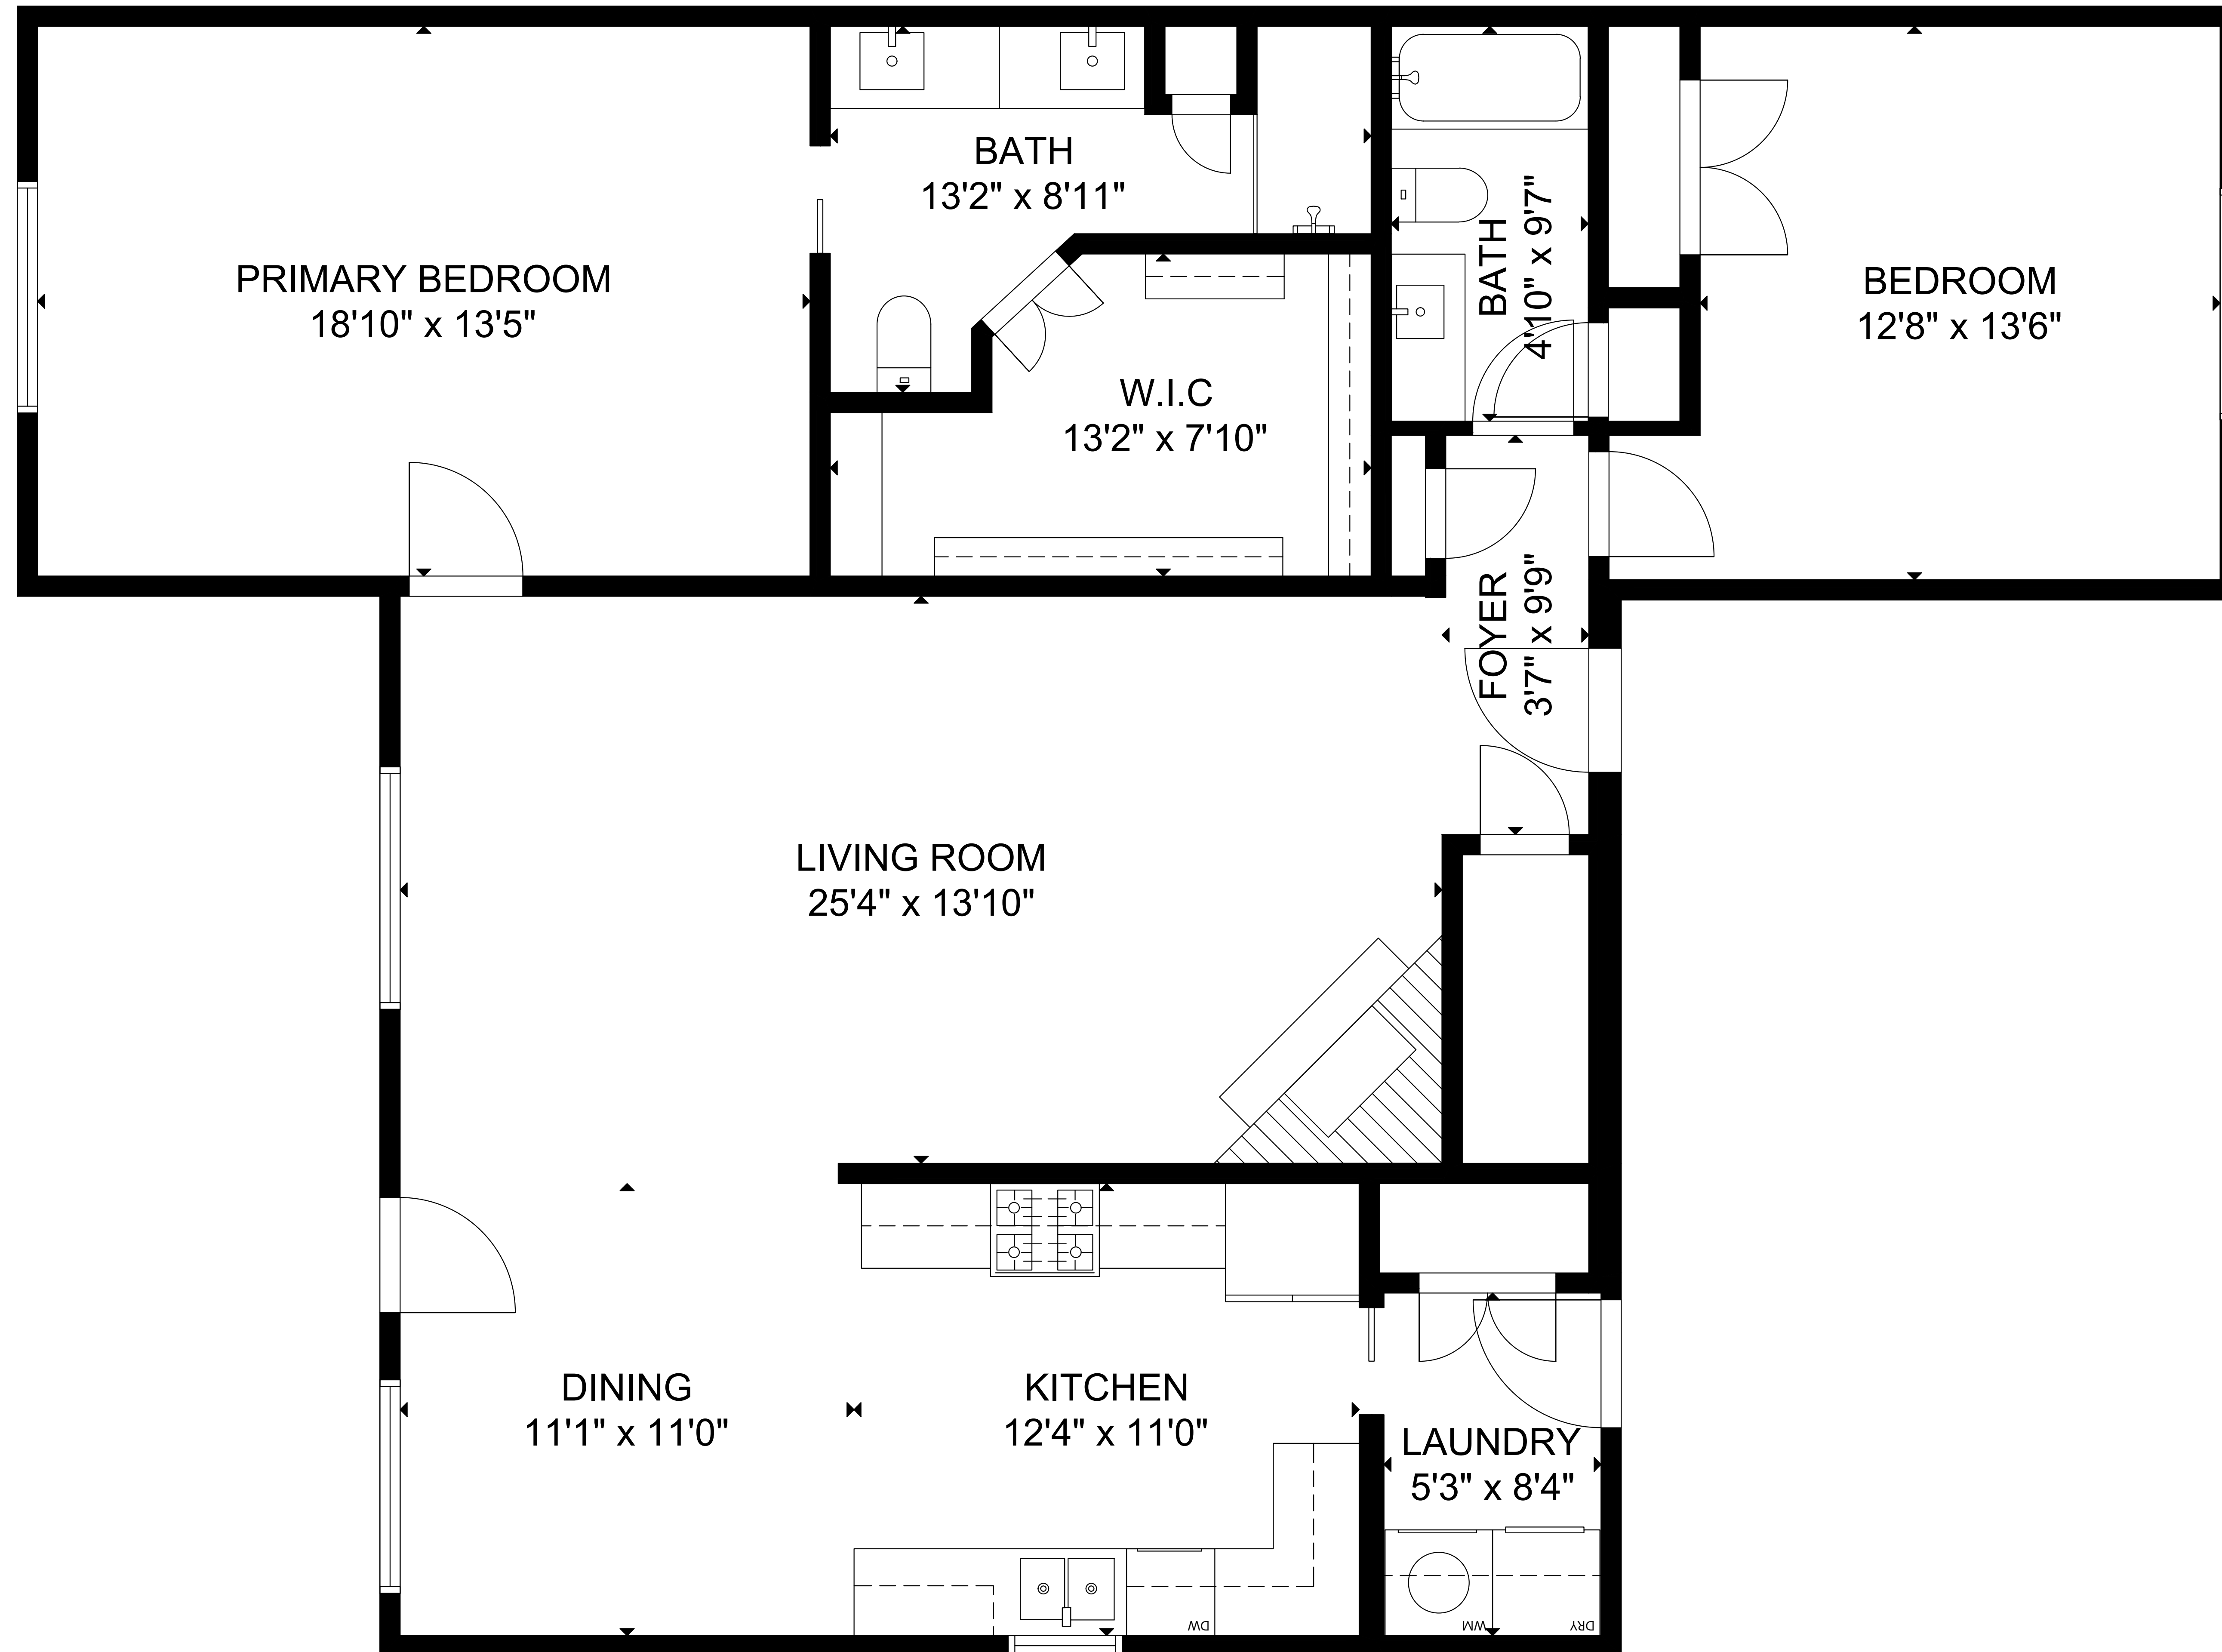 BATH
13'2" x 8'11"
BATH
4'10" x 9'7"
PRIMARY BEDROOM
18'10" x 13'5"
BEDROOM
12'8" x 13'6"
W.I.C
13'2" x 7'10"
FOYER
3'7" x 9'9"
LIVING ROOM
25'4" x 13'10"
DINING
11'1" x 11'0"
KITCHEN
12'4" x 11'0"
LAUNDRY
5'3" x 8'4"
DW
WM
DRY